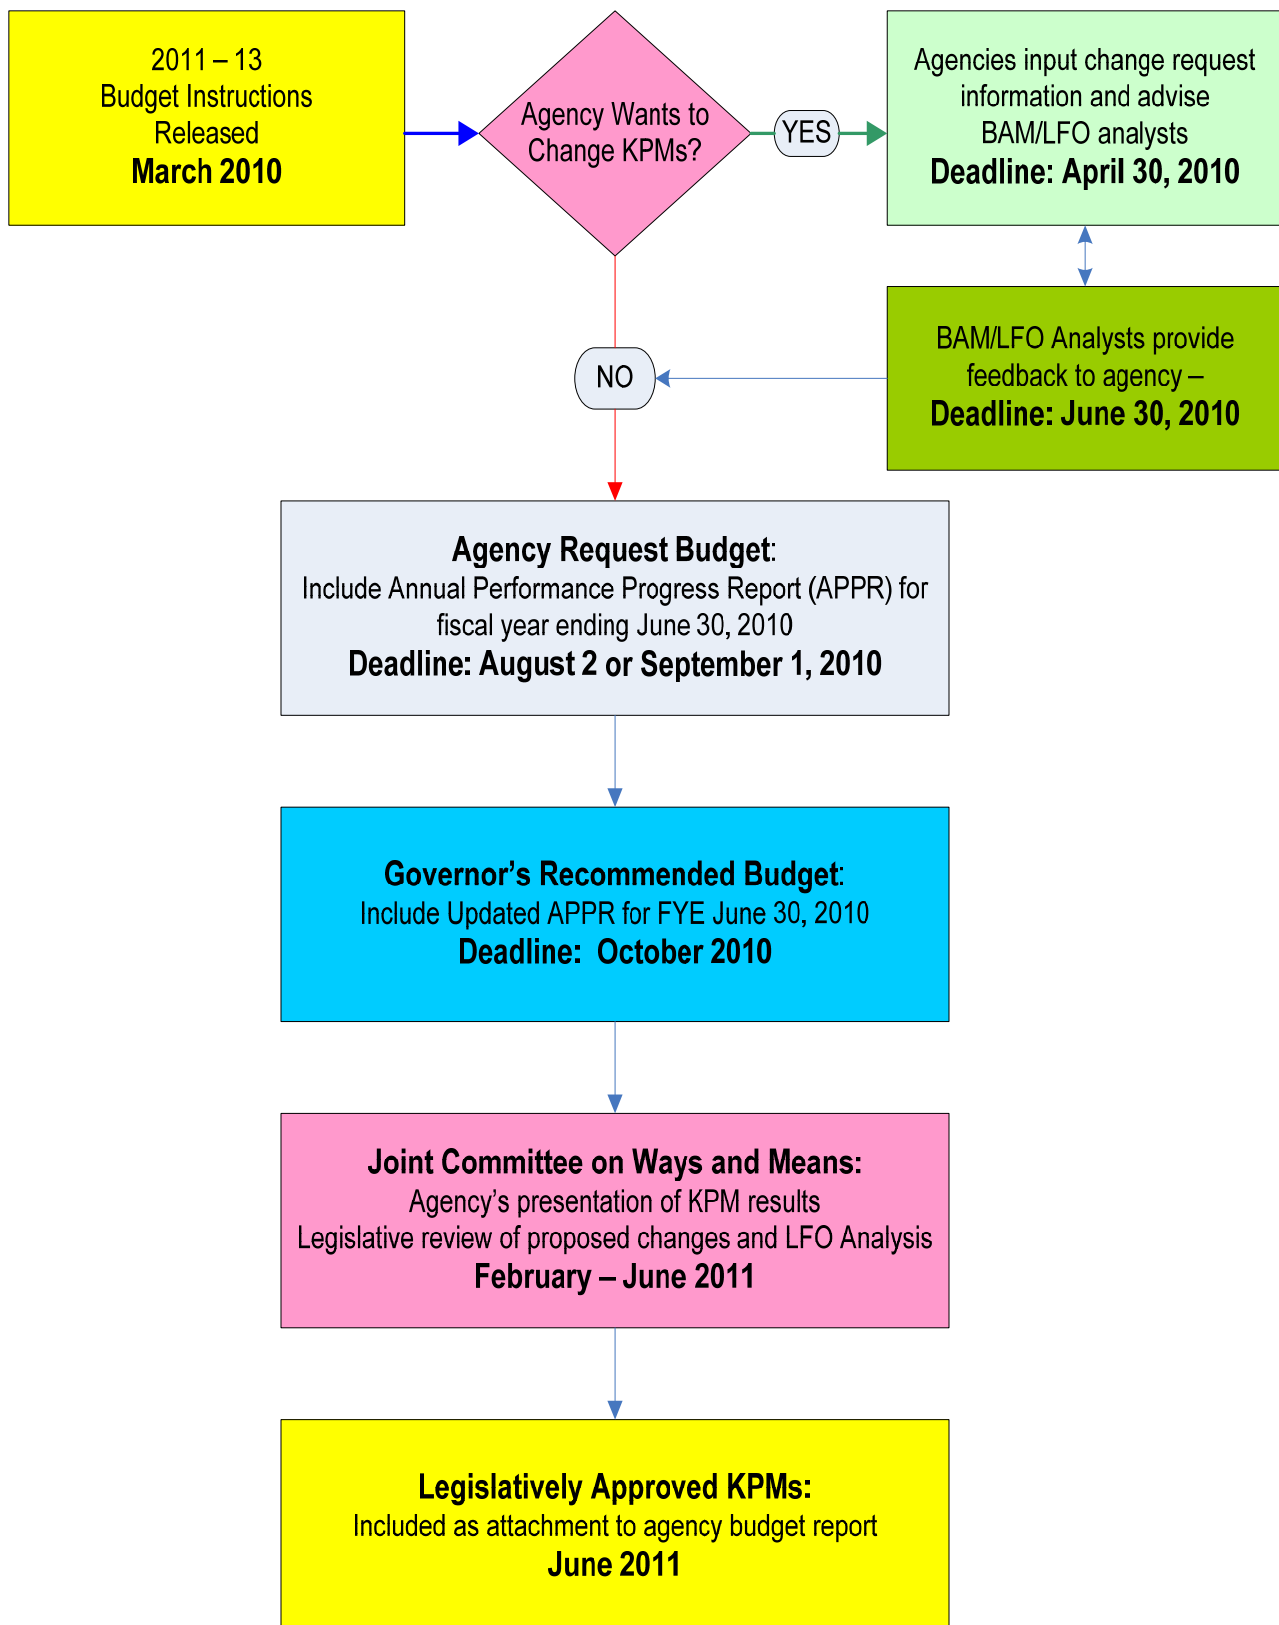 2011 – 13
Budget Instructions
Released
March 2010
Agency Wants to
Change KPMs?
YES
Agencies input change request
information and advise
BAM/LFO analysts
Deadline: April 30, 2010
BAM/LFO Analysts provide
feedback to agency –
Deadline: June 30, 2010
NO
Agency Request Budget:
Include Annual Performance Progress Report (APPR) for
fiscal year ending June 30, 2010
Deadline: August 2 or September 1, 2010
Governor’s Recommended Budget:
Include Updated APPR for FYE June 30, 2010
Deadline:  October 2010
Joint Committee on Ways and Means:
Agency’s presentation of KPM results
Legislative review of proposed changes and LFO Analysis
February – June 2011
Legislatively Approved KPMs:
Included as attachment to agency budget report
June 2011